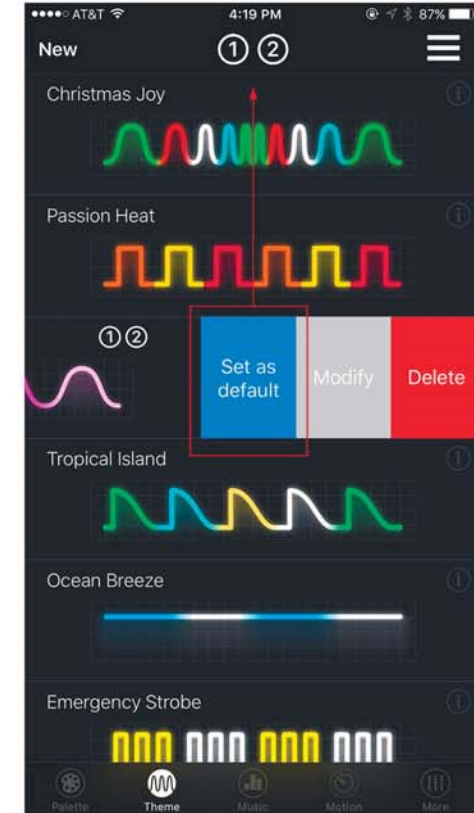 AT&T 4:19 PM 87%
New ① ②
Christmas Joy
Passion Heat
① ②
Set as
default
Modify
Delete
Tropical Island
Ocean Breeze
Emergency Strobe
Palette Theme Music Motion More